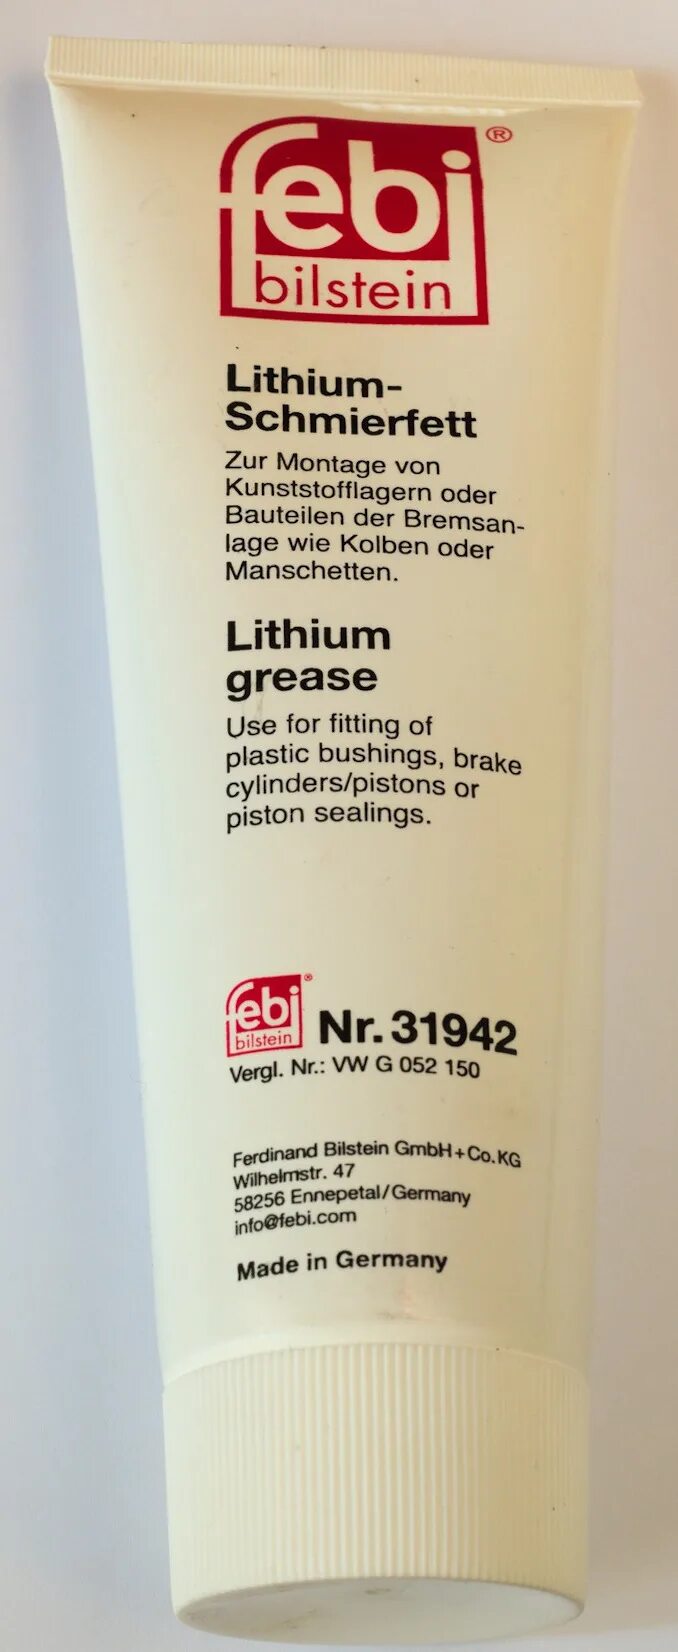 febi®
bilstein
Lithium-
Schmierfett
Zur Montage von
Kunststofflagern oder
Bauteilen der Bremsan-
lage wie Kolben oder
Manschetten.
Lithium
grease
Use for fitting of
plastic bushings, brake
cylinders/pistons or
piston sealings.
febi®
bilstein
Nr. 31942
Vergl. Nr.: VW G 052 150
Ferdinand Bilstein GmbH+Co.KG
Wilhelmstr. 47
58256 Ennepetal/Germany
info@febi.com
Made in Germany